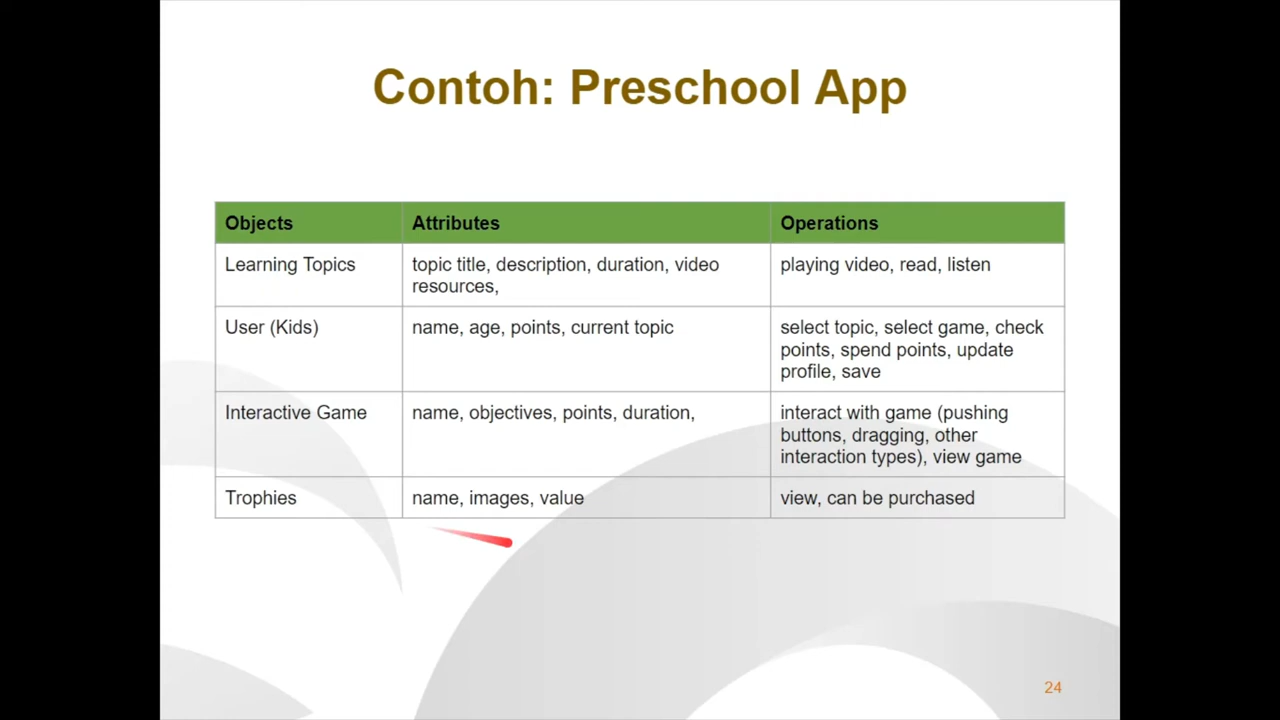 Contoh: Preschool App
Objects
Attributes
Operations
Learning Topics
topic title, description, duration, video
resources,
playing video, read, listen
User (Kids)
name, age, points, current topic
select topic, select game, check
points, spend points, update
profile, save
Interactive Game
name, objectives, points, duration,
interact with game (pushing
buttons, dragging, other
interaction types), view game
Trophies
name, images, value
view, can be purchased
24